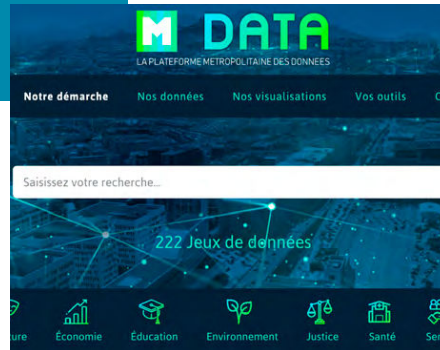 M DATA
LA PLATEFORME METROPOLITAINE DES DONNEES
Notre démarche Nos données Nos visualisations Vos outils
Saisissez votre recherche...
222 Jeux de données
Économie Éducation Environnement Justice Santé